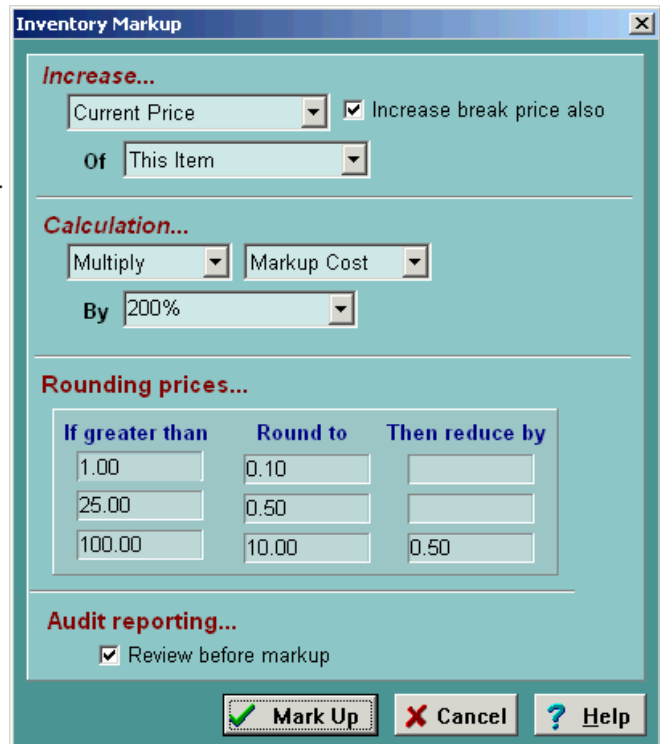 Inventory Markup
Increase...
Current Price Increase break price also
Of This Item
Calculation...
Multiply Markup Cost
By 200%
Rounding prices...
If greater than Round to Then reduce by
1.00 0.10
25.00 0.50
100.00 10.00 0.50
Audit reporting...
Review before markup
Mark Up Cancel ? Help